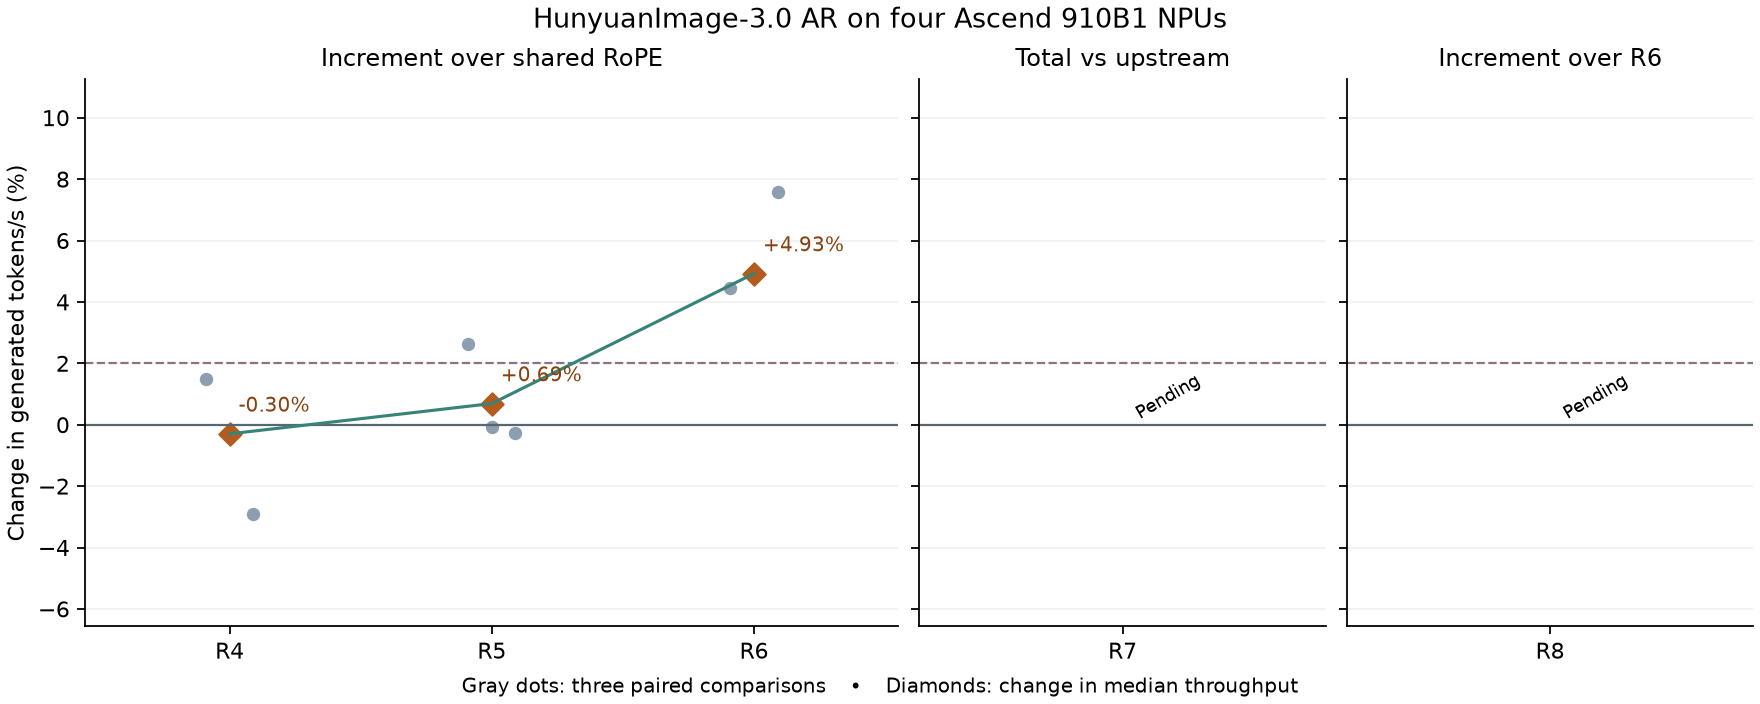 HunyuanImage-3.0 AR on four Ascend 910B1 NPUs
Increment over shared RoPE
Total vs upstream
Increment over R6
Change in generated tokens/s (%)
10
8
6
4
2
0
−2
−4
−6
-0.30%
+0.69%
+4.93%
Pending
Pending
R4
R5
R6
R7
R8
Gray dots: three paired comparisons • Diamonds: change in median throughput